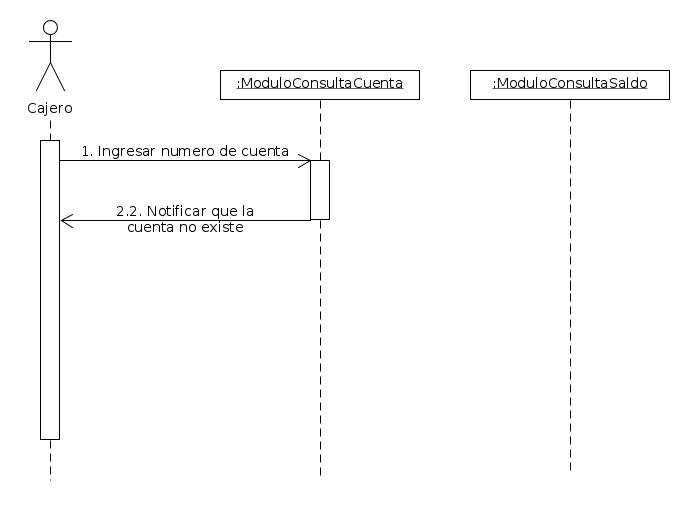 Cajero
:ModuloConsultaCuenta
:ModuloConsultaSaldo
1. Ingresar numero de cuenta
2.2. Notificar que la
cuenta no existe